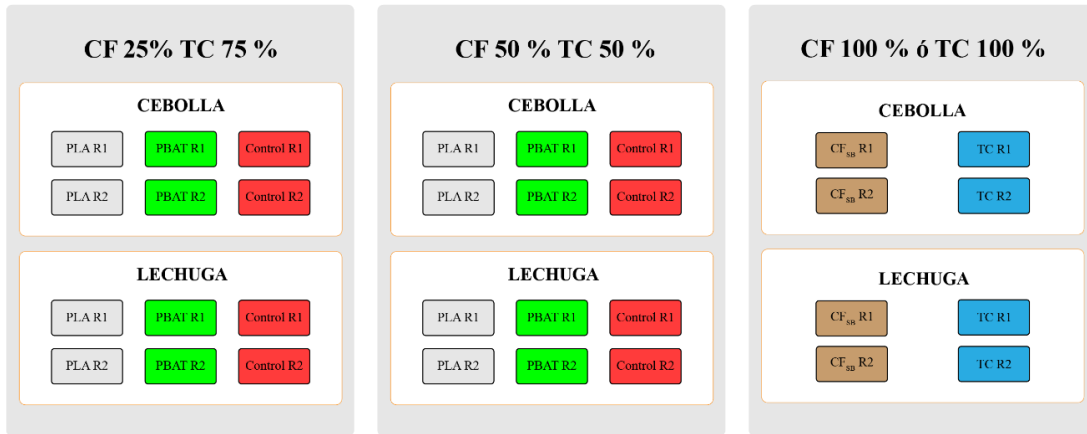 CF 25% TC 75 %
CEBOLLA
PLA R1 PBAT R1 Control R1
PLA R2 PBAT R2 Control R2
LECHUGA
PLA R1 PBAT R1 Control R1
PLA R2 PBAT R2 Control R2
CF 50 % TC 50 %
CEBOLLA
PLA R1 PBAT R1 Control R1
PLA R2 PBAT R2 Control R2
LECHUGA
PLA R1 PBAT R1 Control R1
PLA R2 PBAT R2 Control R2
CF 100 % ó TC 100 %
CEBOLLA
CF_SB R1 TC R1
CF_SB R2 TC R2
LECHUGA
CF_SB R1 TC R1
CF_SB R2 TC R2